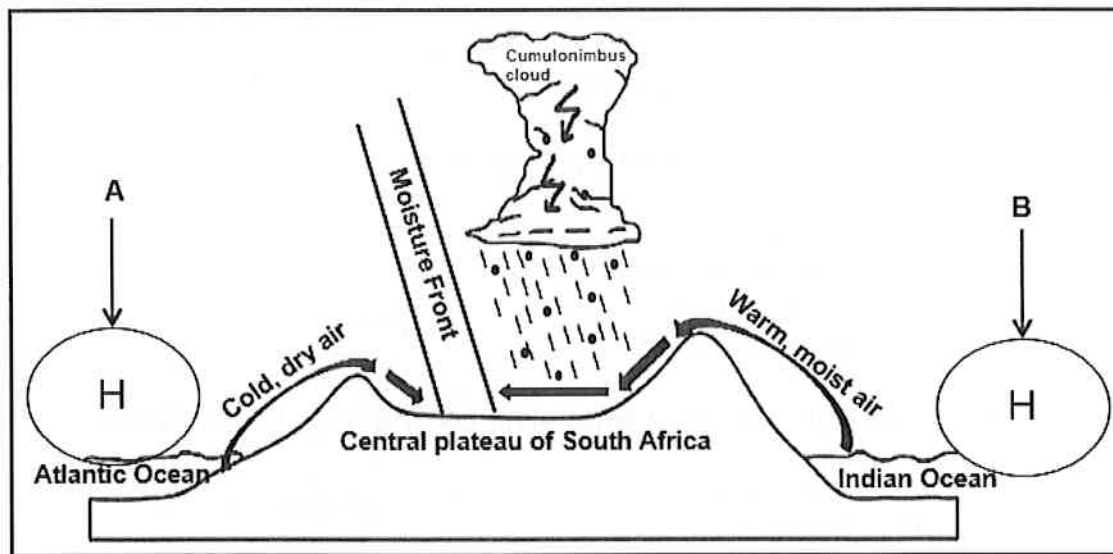 Cumulonimbus
cloud
A
B
Moisture Front
Cold, dry air
Warm, moist air
H
H
Central plateau of South Africa
Atlantic Ocean
Indian Ocean